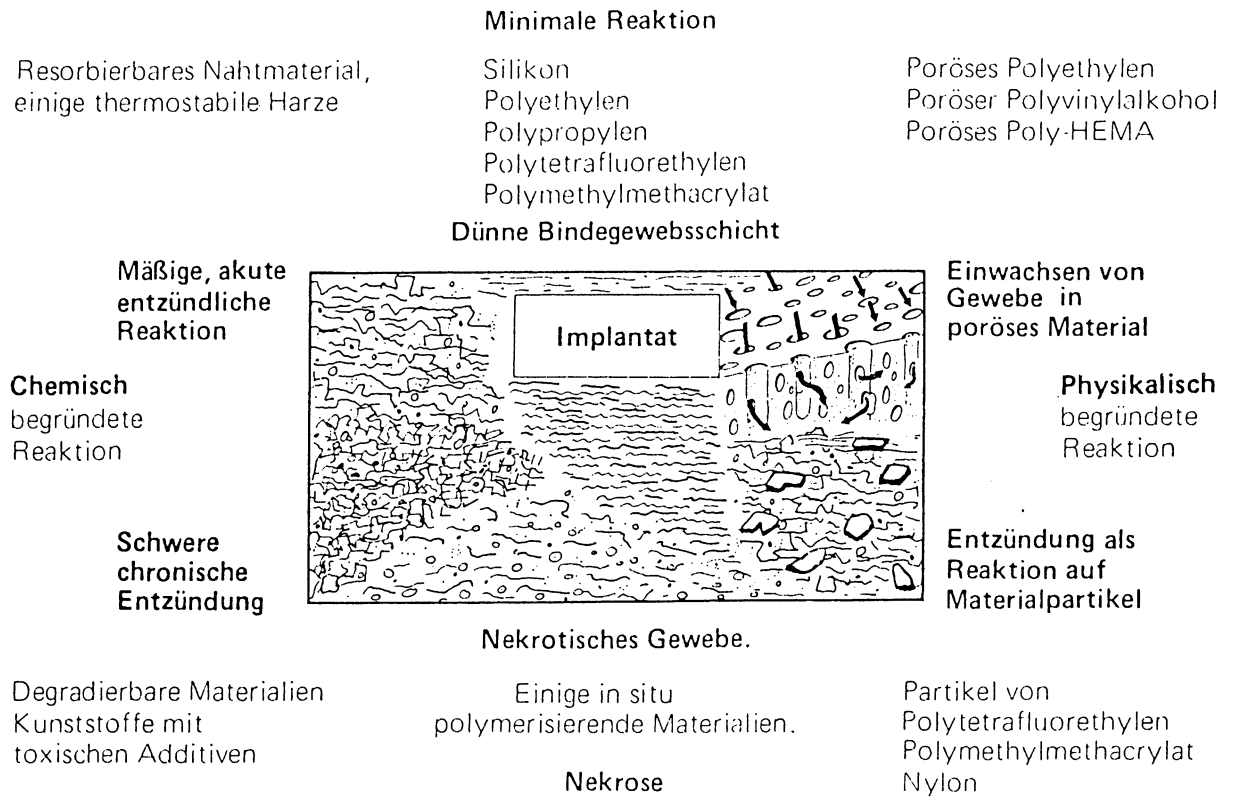 Minimale Reaktion
Resorbierbares Nahtmaterial,
einige thermostabile Harze
Silikon
Polyethylen
Polypropylen
Polytetrafluorethylen
Polymethylmethacrylat
Poröses Polyethylen
Poröser Polyvinylalkohol
Poröses Poly-HEMA
Dünne Bindegewebsschicht
Mäßige, akute
entzündliche
Reaktion
Implantat
Einwachsen von
Gewebe in
poröses Material
Chemisch
begründete
Reaktion
Physikalisch
begründete
Reaktion
Schwere
chronische
Entzündung
Entzündung als
Reaktion auf
Materialpartikel
Nekrotisches Gewebe.
Degradierbare Materialien
Kunststoffe mit
toxischen Additiven
Einige in situ
polymerisierende Materialien.
Partikel von
Polytetrafluorethylen
Polymethylmethacrylat
Nylon
Nekrose